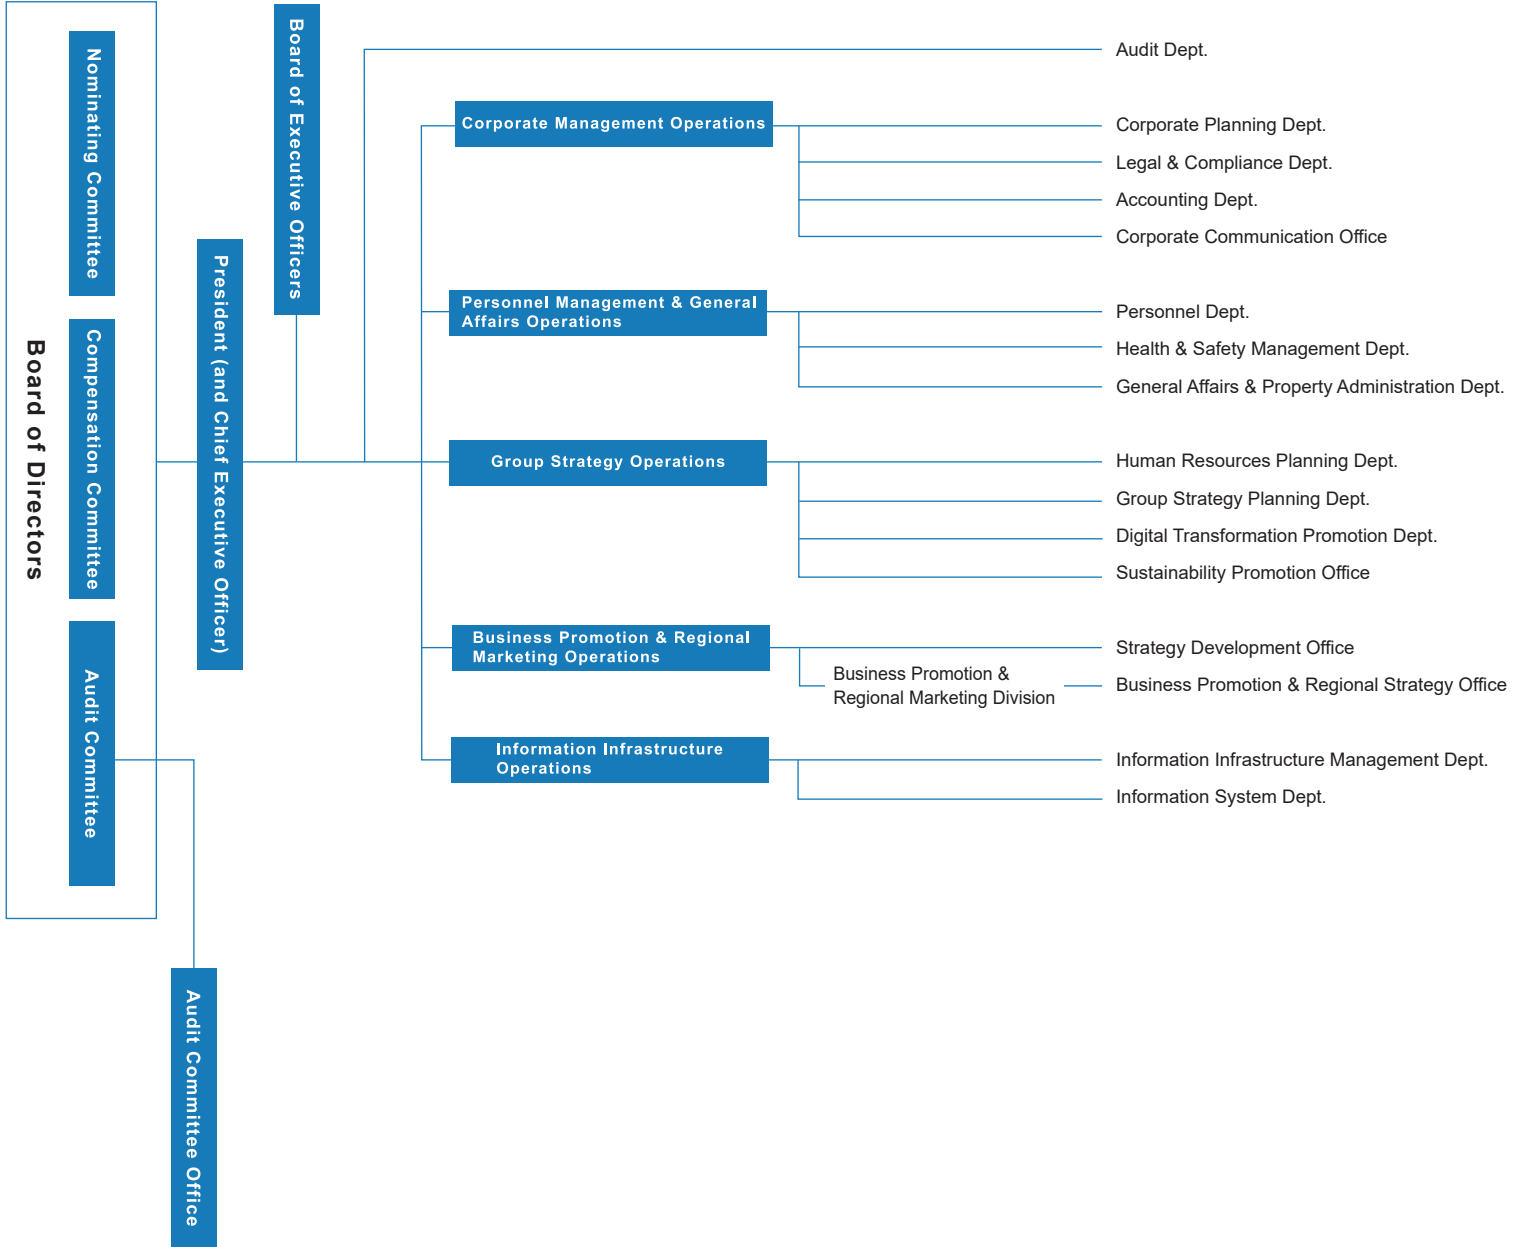 Board of Directors
Nominating Committee
Compensation Committee
Audit Committee
Audit Committee Office
President (and Chief Executive Officer)
Board of Executive Officers
Audit Dept.
Corporate Management Operations
Corporate Planning Dept.
Legal & Compliance Dept.
Accounting Dept.
Corporate Communication Office
Personnel Management & General
Affairs Operations
Personnel Dept.
Health & Safety Management Dept.
General Affairs & Property Administration Dept.
Group Strategy Operations
Human Resources Planning Dept.
Group Strategy Planning Dept.
Digital Transformation Promotion Dept.
Sustainability Promotion Office
Business Promotion & Regional
Marketing Operations
Strategy Development Office
Business Promotion &
Regional Marketing Division
Business Promotion & Regional Strategy Office
Information Infrastructure
Operations
Information Infrastructure Management Dept.
Information System Dept.